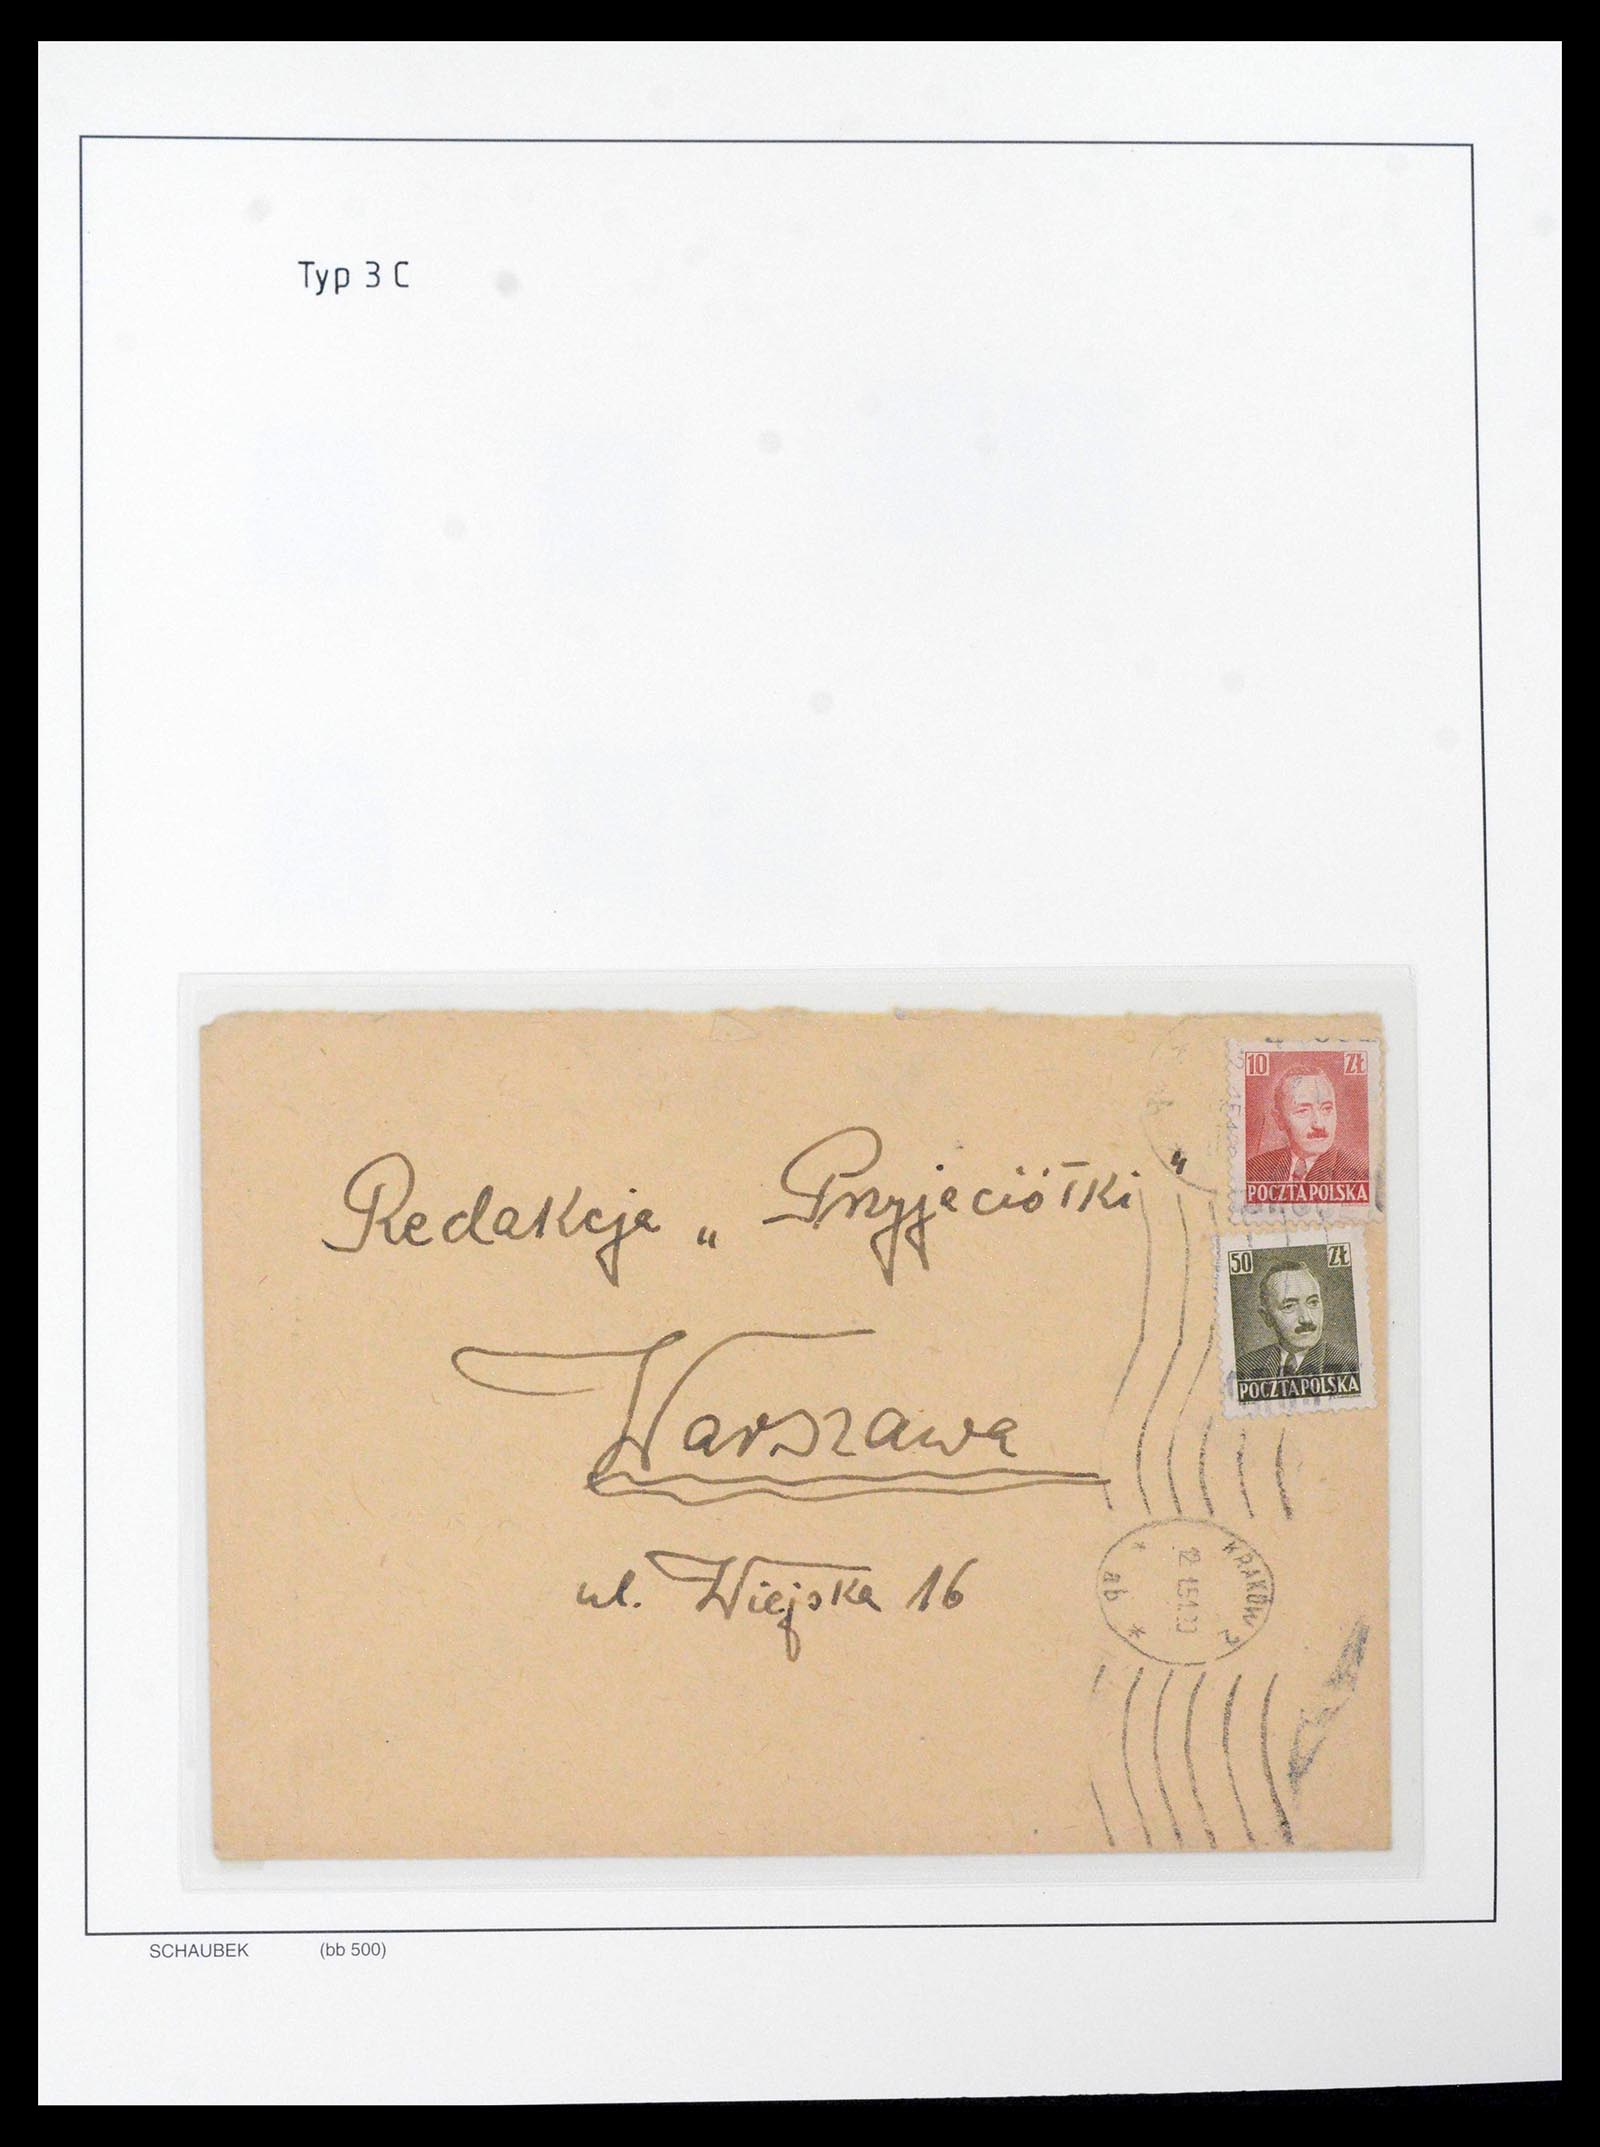 Typ 3 C
10 ZŁ
POCZTA POLSKA
Redakcja „Przyjaciółki"
50 ZŁ
POCZTA POLSKA
Warszawa
ul. Wiejska 16
KRAKÓW 2
* ab *
SCHAUBEK (bb 500)